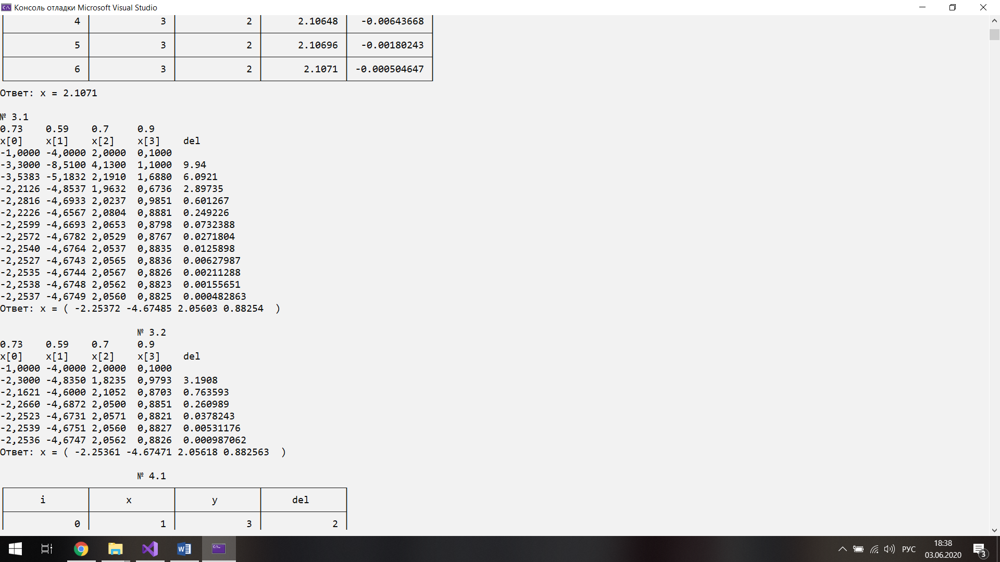 Консоль отладки Microsoft Visual Studio
4 3 2 2.10648 -0.00643668
5 3 2 2.10696 -0.00180243
6 3 2 2.1071 -0.000504647
Ответ: x = 2.1071
№ 3.1
0.73 0.59 0.7 0.9
x[0] x[1] x[2] x[3] del
-1,0000 -4,0000 2,0000 0,1000
-3,3000 -8,5100 4,1300 1,1000 9.94
-3,5383 -5,1832 2,1910 1,6880 6.0921
-2,2126 -4,8537 1,9632 0,6736 2.89735
-2,2816 -4,6933 2,0237 0,9851 0.601267
-2,2226 -4,6567 2,0804 0,8881 0.249226
-2,2599 -4,6693 2,0653 0,8798 0.0732388
-2,2572 -4,6782 2,0529 0,8767 0.0271804
-2,2540 -4,6764 2,0537 0,8835 0.0125898
-2,2527 -4,6743 2,0565 0,8836 0.00627987
-2,2535 -4,6744 2,0567 0,8826 0.00211288
-2,2538 -4,6748 2,0562 0,8823 0.00155651
-2,2537 -4,6749 2,0560 0,8825 0.000482863
Ответ: x = ( -2.25372 -4.67485 2.05603 0.88254 )
№ 3.2
0.73 0.59 0.7 0.9
x[0] x[1] x[2] x[3] del
-1,0000 -4,0000 2,0000 0,1000
-2,3000 -4,8350 1,8235 0,9793 3.1908
-2,1621 -4,6000 2,1052 0,8703 0.763593
-2,2660 -4,6872 2,0500 0,8851 0.260989
-2,2523 -4,6731 2,0571 0,8821 0.0378243
-2,2539 -4,6751 2,0560 0,8827 0.00531176
-2,2536 -4,6747 2,0562 0,8826 0.000987062
Ответ: x = ( -2.25361 -4.67471 2.05618 0.882563 )
№ 4.1
i x y del
0 1 3 2
РУС
18:38
03.06.2020
3